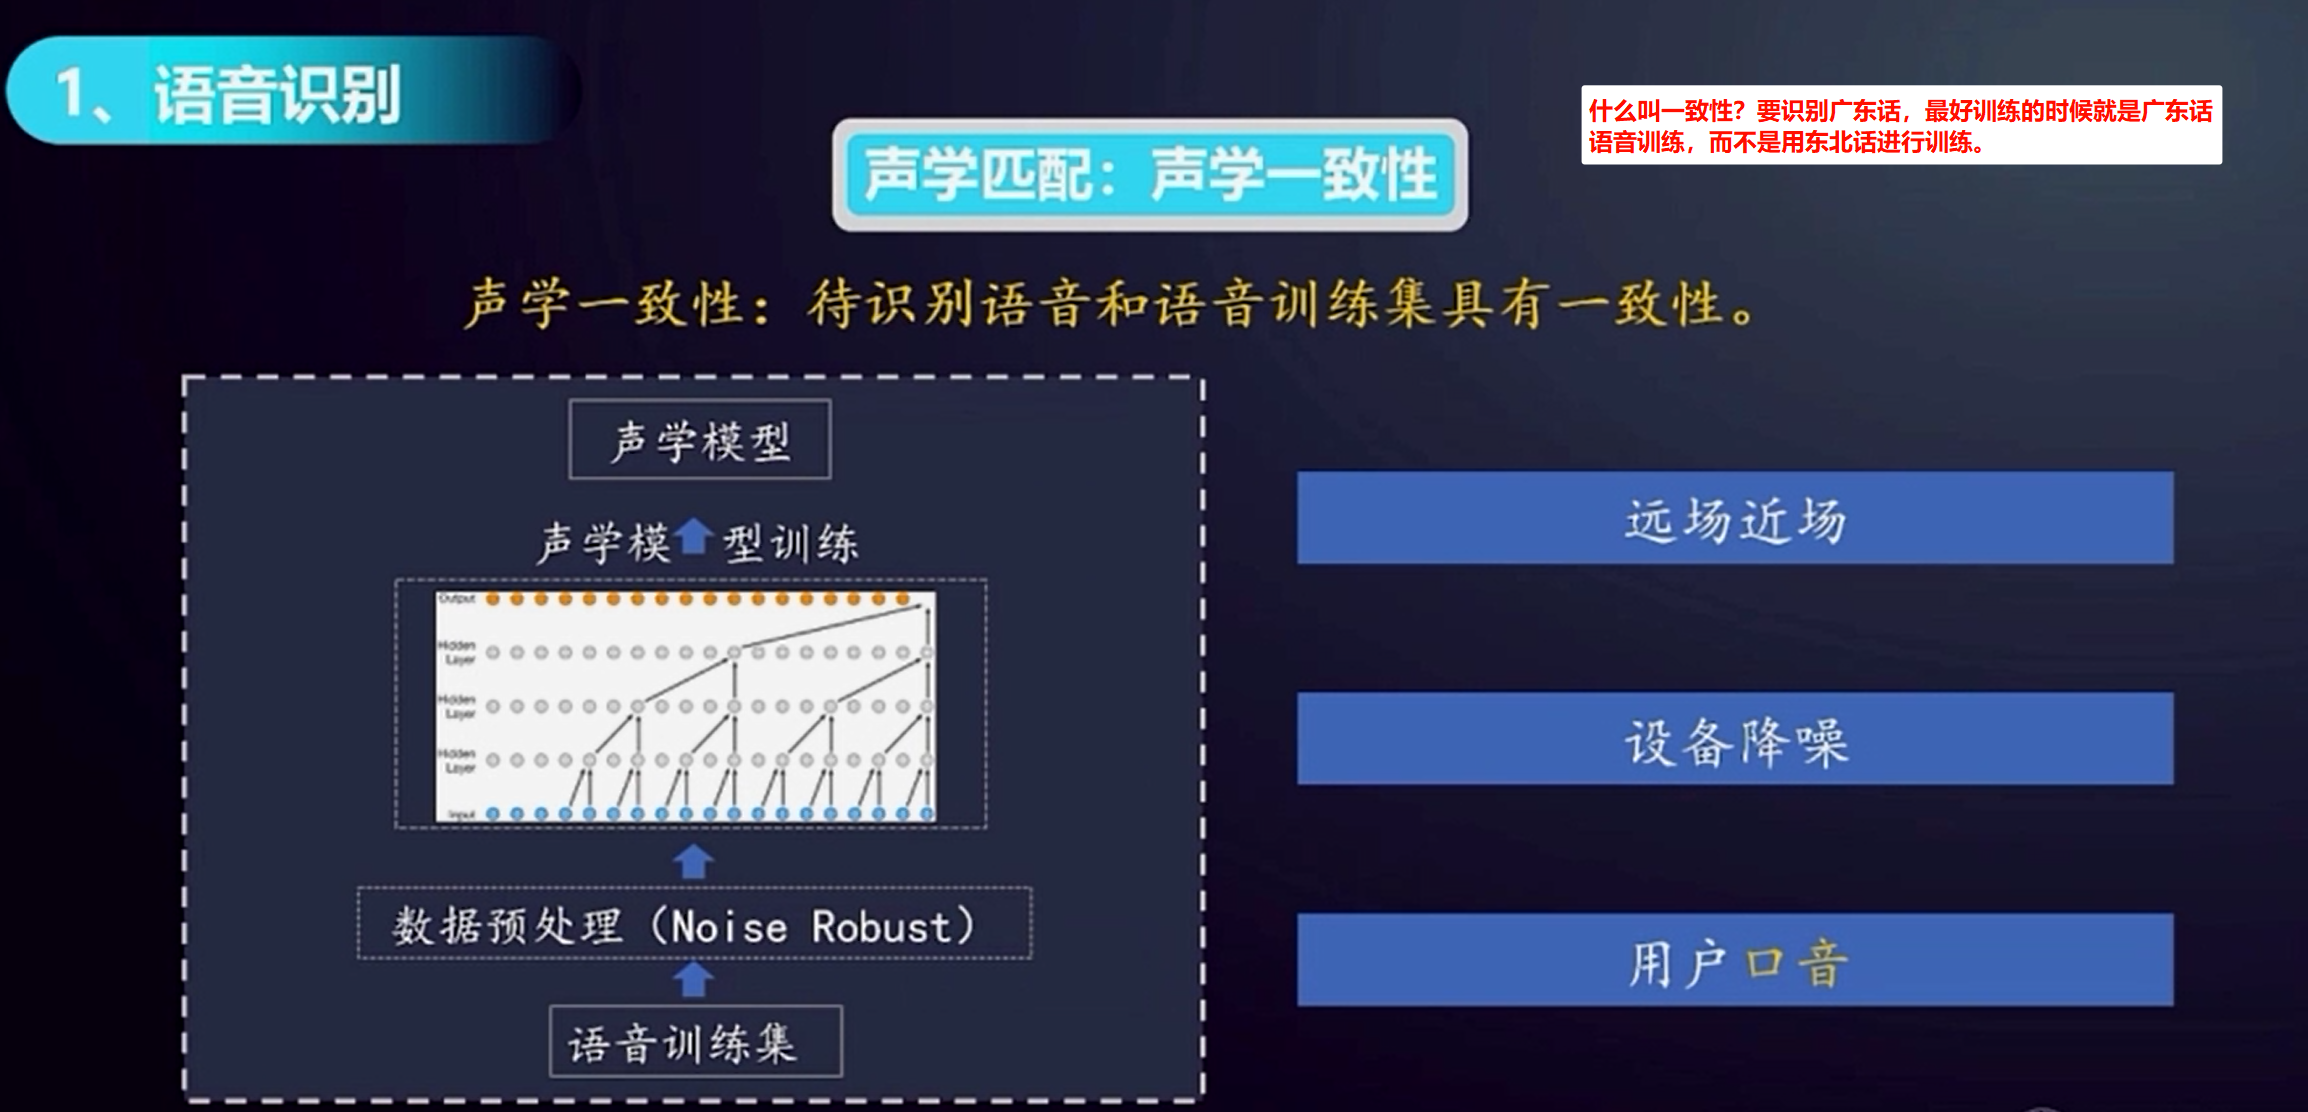 1、语音识别
什么叫一致性？要识别广东话，最好训练的时候就是广东话
语音训练，而不是用东北话进行训练。
声学匹配：声学一致性
声学一致性：待识别语音和语音训练集具有一致性。
声学模型
声学模型训练
Output
Hidden
Layer
Hidden
Layer
Hidden
Layer
Input
数据预处理（Noise Robust）
语音训练集
远场近场
设备降噪
用户口音